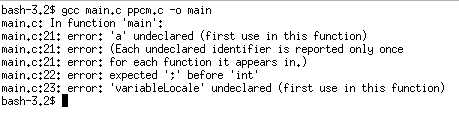 bash-3.2$ gcc main.c ppcm.c -o main
main.c: In function 'main':
main.c:21: error: 'a' undeclared (first use in this function)
main.c:21: error: (Each undeclared identifier is reported only once
main.c:21: error: for each function it appears in.)
main.c:22: error: expected ';' before 'int'
main.c:23: error: 'variableLocale' undeclared (first use in this function)
bash-3.2$